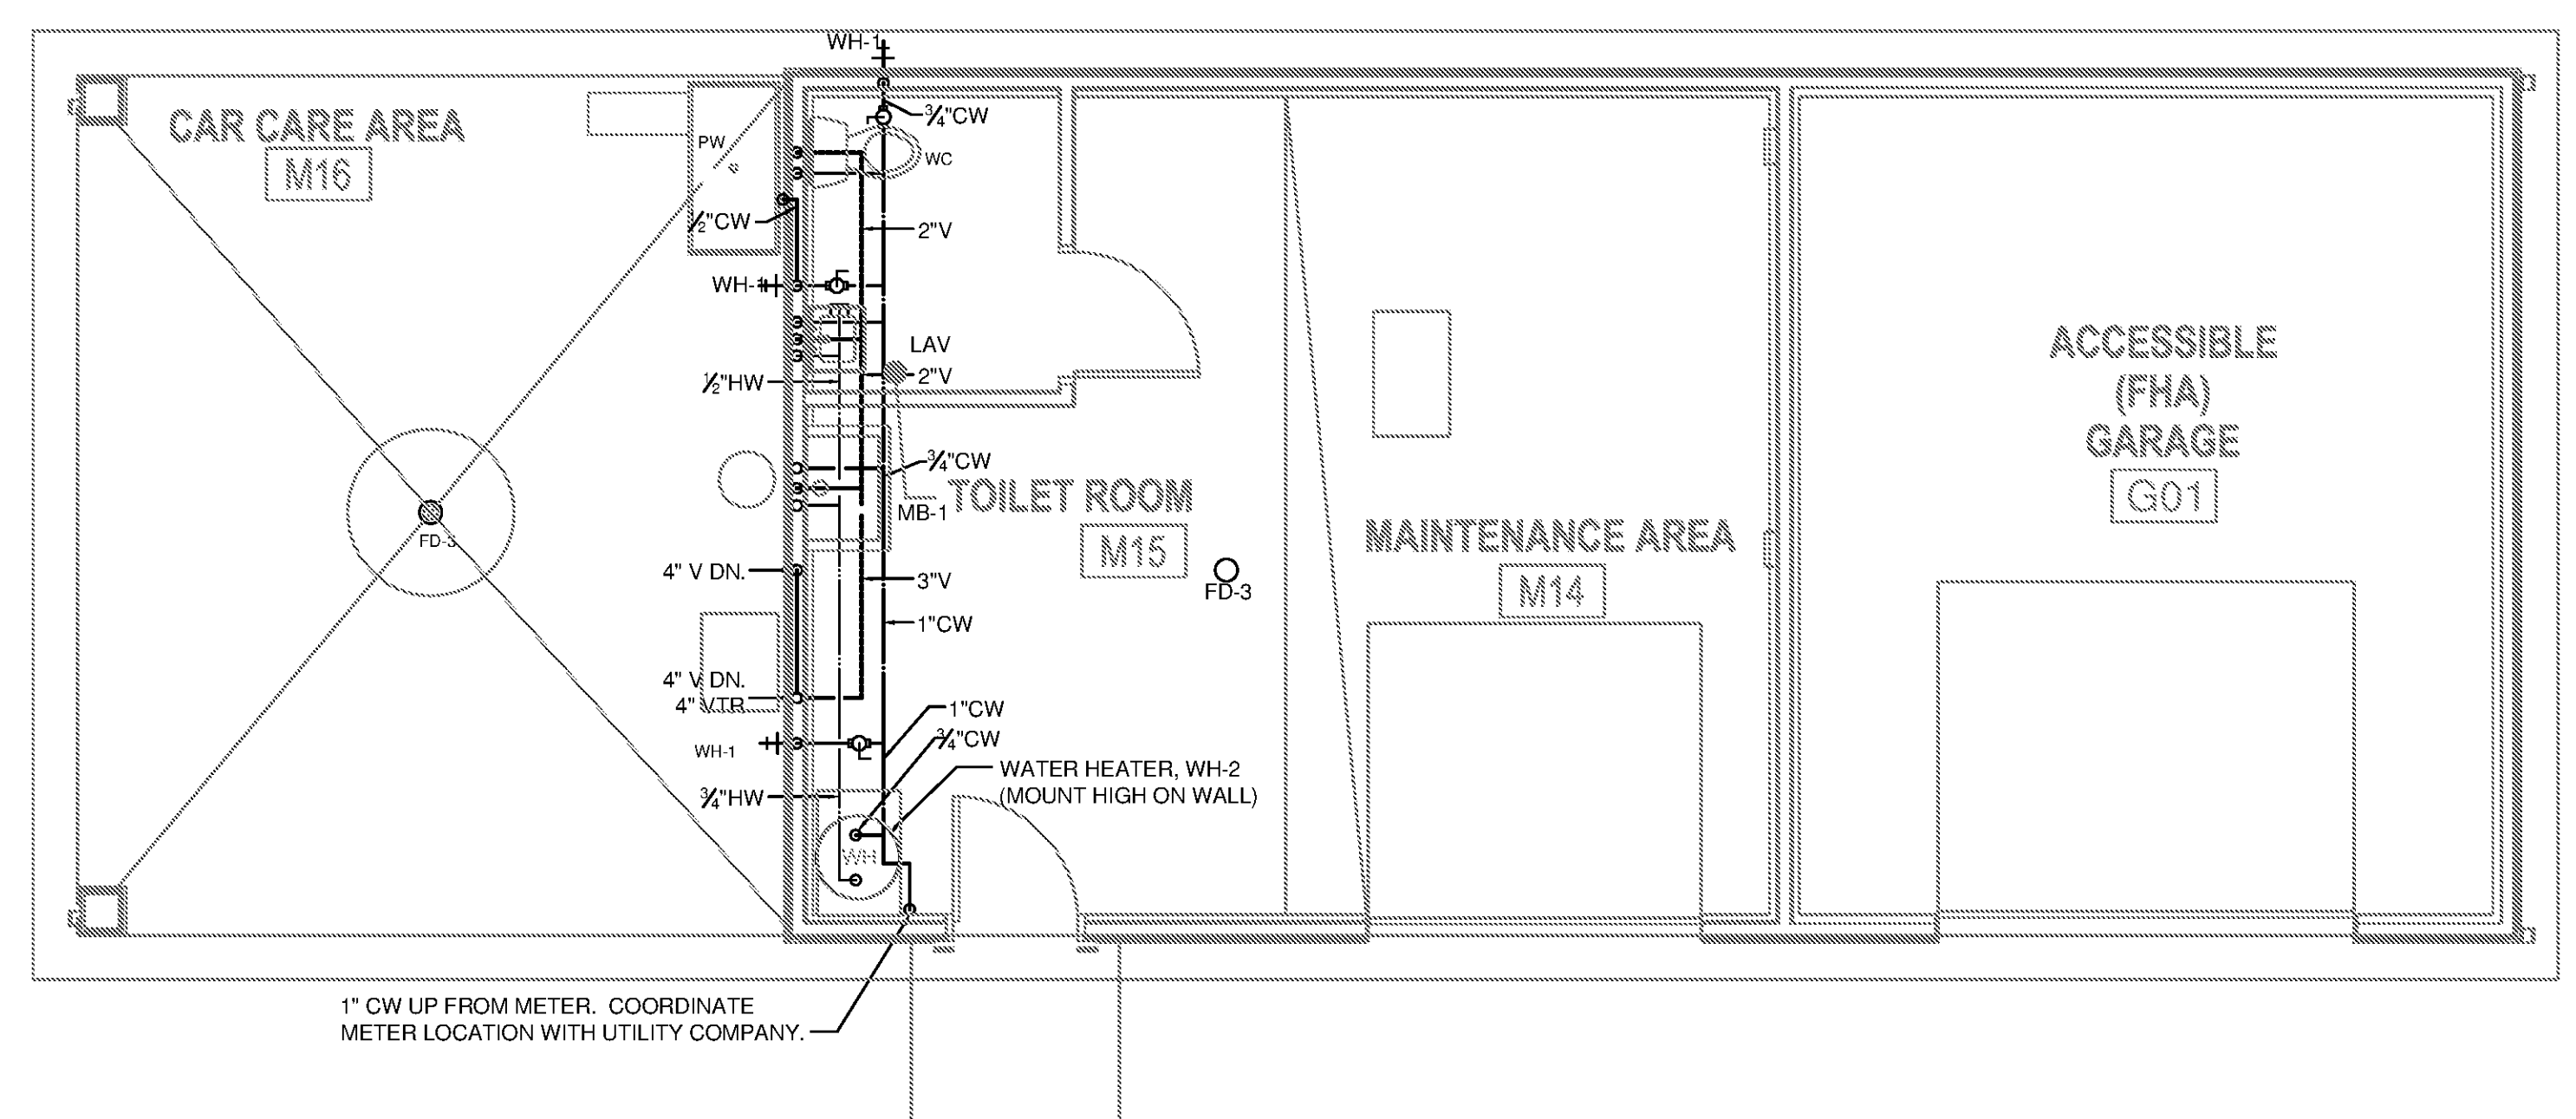 WH-1
CAR CARE AREA
M16
PW
3/4"CW
WC
1/2"CW
2"V
WH-1
LAV
2"V
1/2"HW
ACCESSIBLE
(FHA)
GARAGE
G01
3/4"CW
TOILET ROOM
MB-1
M15
MAINTENANCE AREA
M14
FD-3
FD-3
4" V DN.
3"V
1"CW
4" V DN.
4" VTR
1"CW
3/4"CW
WH-1
WATER HEATER, WH-2
(MOUNT HIGH ON WALL)
3/4"HW
WH
1" CW UP FROM METER. COORDINATE
METER LOCATION WITH UTILITY COMPANY.